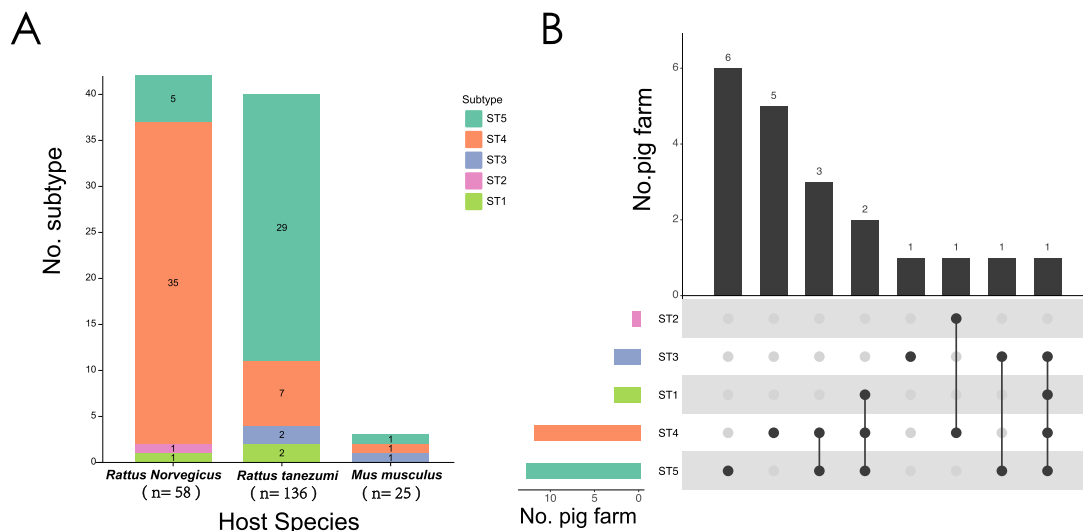 A
No. subtype
40
35
30
25
20
15
10
5
0
5
35
1
1
29
7
2
2
1
1
1
Rattus Norvegicus
Rattus tanezumi
Mus musculus
( n= 58 )
( n= 136 )
( n= 25 )
Host Species
Subtype
ST5
ST4
ST3
ST2
ST1
B
No.pig farm
6
4
2
0
6
5
3
2
1
1
1
1
ST2
ST3
ST1
ST4
ST5
10
5
0
No. pig farm